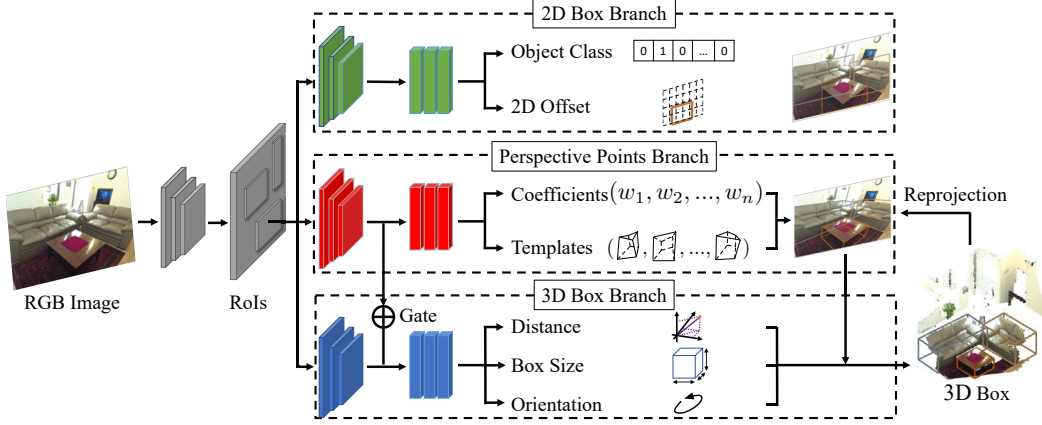 2D Box Branch
Object Class
0 1 0 ... 0
2D Offset
RGB Image
RoIs
Perspective Points Branch
Coefficients(w₁, w₂, ..., wₙ)
Templates ( , , ..., )
Reprojection
Gate
3D Box Branch
Distance
Box Size
Orientation
3D Box